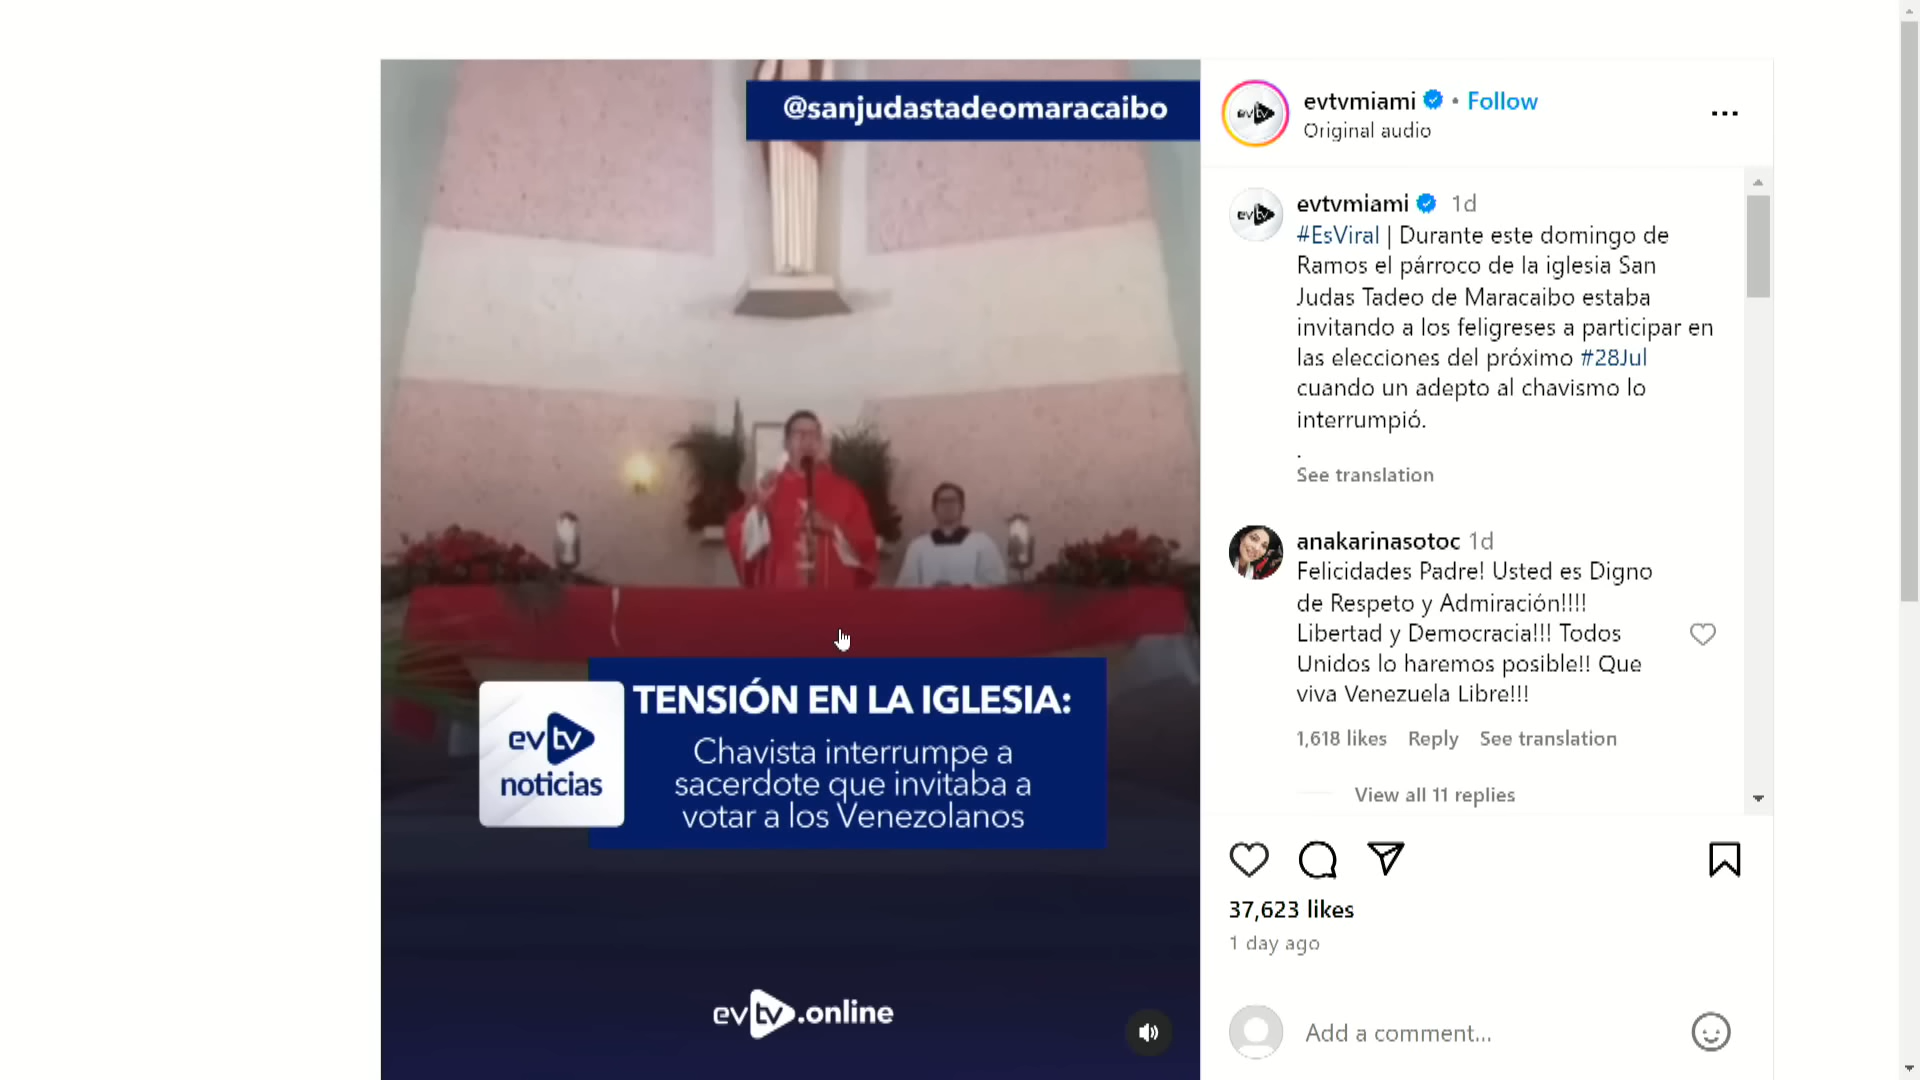 @sanjudastadeomaracaibo
TENSIÓN EN LA IGLESIA:
Chavista interrumpe a
sacerdote que invitaba a
votar a los Venezolanos
evtv
noticias
evtv.online
evtvmiami • Follow
Original audio
evtv
evtvmiami 1d
#EsViral | Durante este domingo de
Ramos el párroco de la iglesia San
Judas Tadeo de Maracaibo estaba
invitando a los feligreses a participar en
las elecciones del próximo #28Jul
cuando un adepto al chavismo lo
interrumpió.
.
See translation
evtv
anakarinasotoc 1d
Felicidades Padre! Usted es Digno
de Respeto y Admiración!!!!
Libertad y Democracia!!! Todos
Unidos lo haremos posible!! Que
viva Venezuela Libre!!!
1,618 likes Reply See translation
View all 11 replies
37,623 likes
1 day ago
Add a comment...